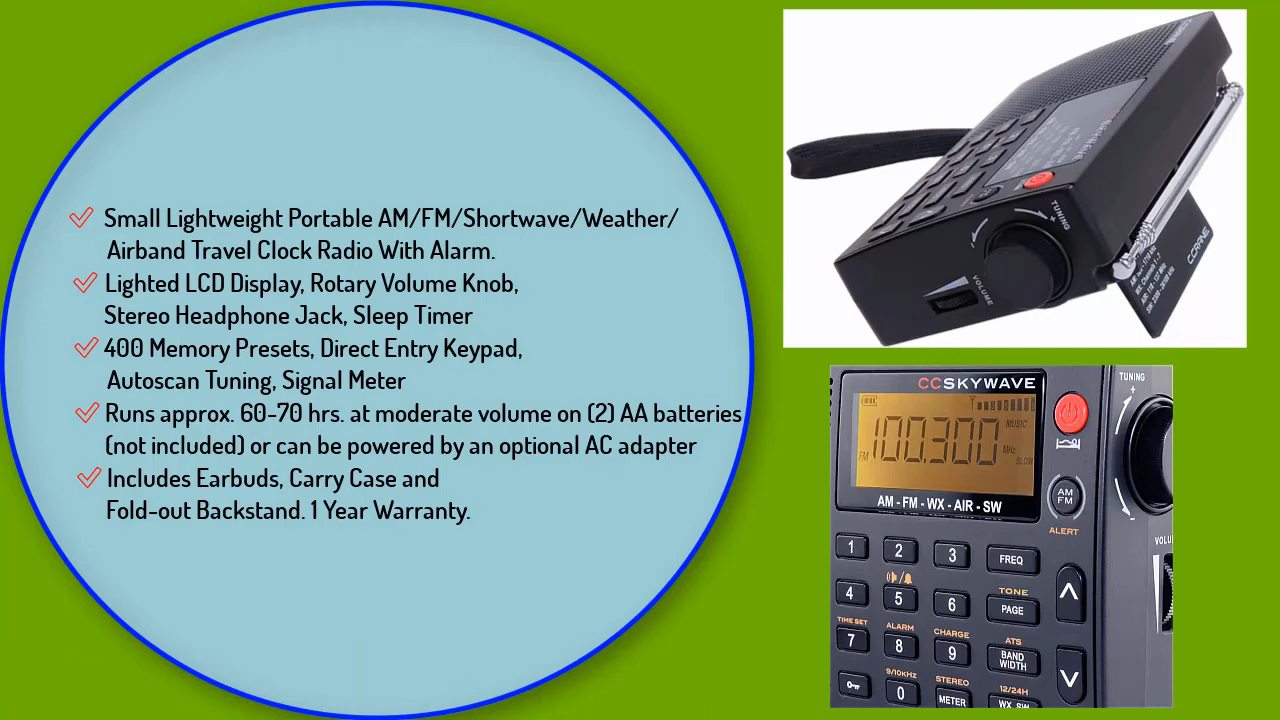 Small Lightweight Portable AM/FM/Shortwave/Weather/
Airband Travel Clock Radio With Alarm.
Lighted LCD Display, Rotary Volume Knob,
Stereo Headphone Jack, Sleep Timer
400 Memory Presets, Direct Entry Keypad,
Autoscan Tuning, Signal Meter
Runs approx. 60-70 hrs. at moderate volume on (2) AA batteries
(not included) or can be powered by an optional AC adapter
Includes Earbuds, Carry Case and
Fold-out Backstand. 1 Year Warranty.
TUNING
VOLUME
CCRANE
CCSKYWAVE
TUNING
MUSIC
FM 100.300 MHz
AM - FM - WX - AIR - SW
AM FM
ALERT
1 2 3 FREQ
TONE
4 5 6 PAGE
TIME SET ALARM CHARGE ATS
7 8 9 BAND WIDTH
9/10KHz STEREO 12/24H
0 METER WX SW